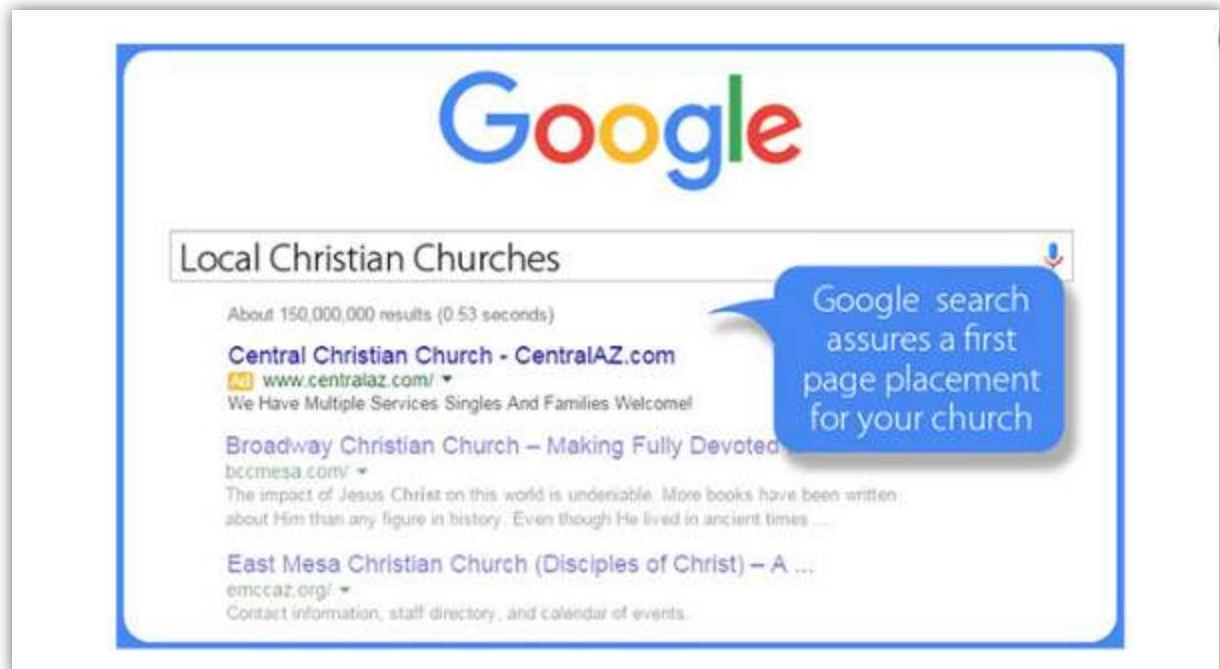 Google
Local Christian Churches
About 150,000,000 results (0.53 seconds)
Central Christian Church - CentralAZ.com
Ad www.centralaz.com/
We Have Multiple Services Singles And Families Welcome!
Google search
assures a first
page placement
for your church
Broadway Christian Church – Making Fully Devoted
bccmesa.com/
The impact of Jesus Christ on this world is undeniable. More books have been written
about Him than any figure in history. Even though He lived in ancient times ...
East Mesa Christian Church (Disciples of Christ) – A ...
emccaz.org/
Contact information, staff directory, and calendar of events.